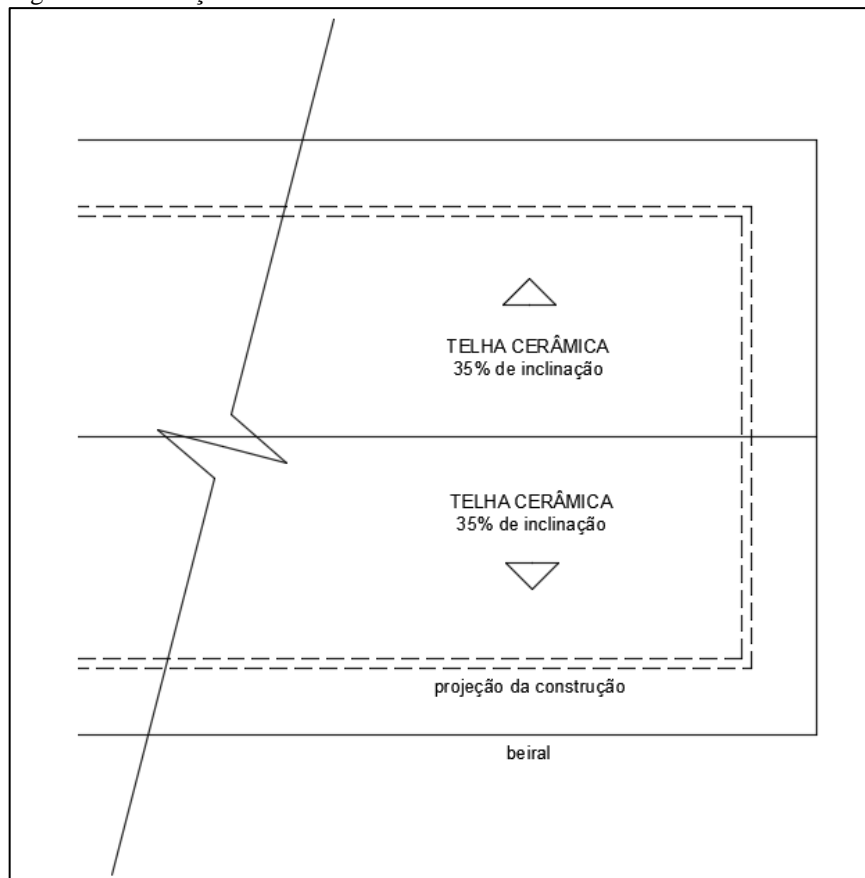 TELHA CERÂMICA
35% de inclinação
TELHA CERÂMICA
35% de inclinação
projeção da construção
beiral